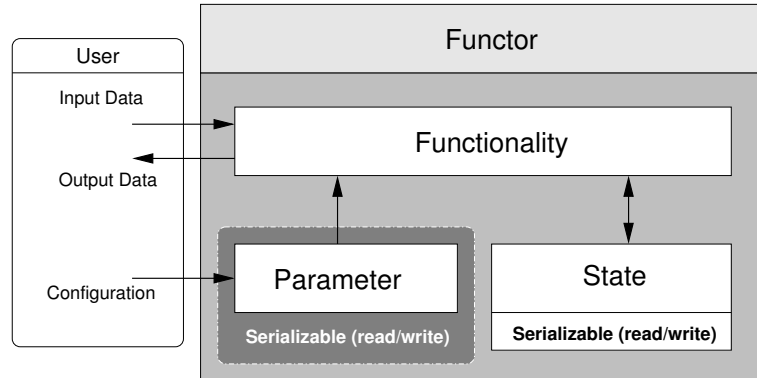 Functor
User
Input Data
Functionality
Output Data
Parameter
State
Configuration
Serializable (read/write)
Serializable (read/write)